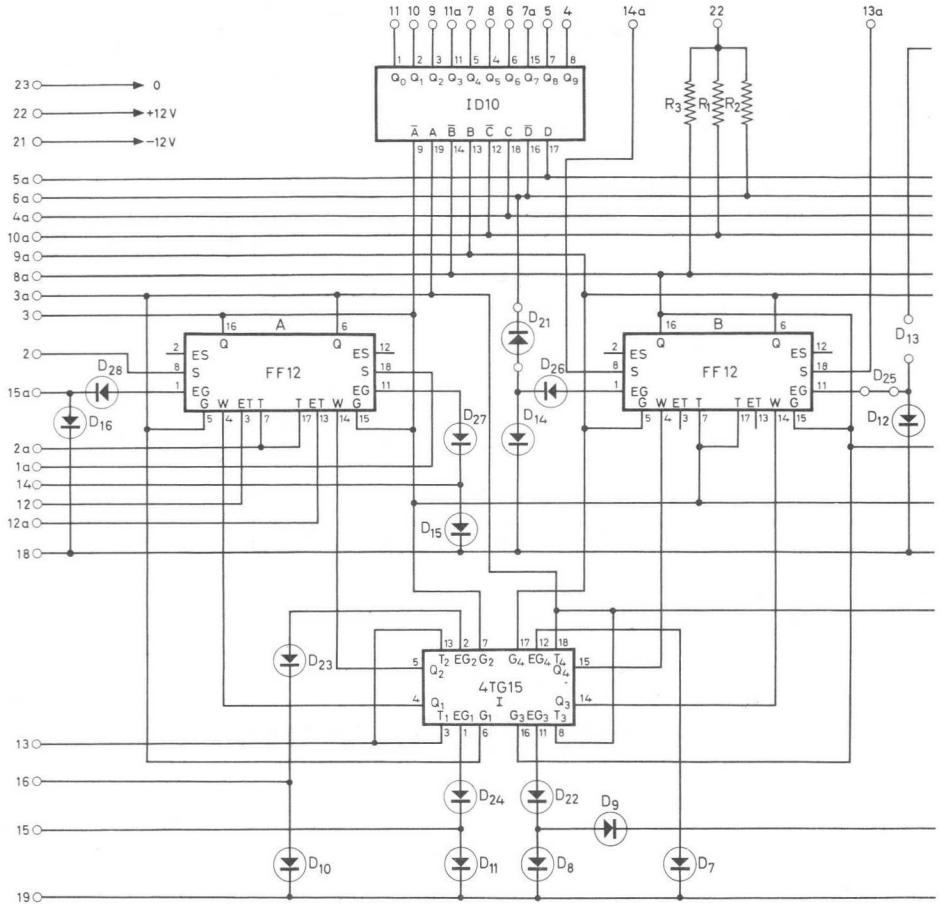 11 10 9 11a 7 8 6 7a 5 4 14a 22 13a
1 2 3 11 5 4 6 15 7 8
Q0 Q1 Q2 Q3 Q4 Q5 Q6 Q7 Q8 Q9
ID10
A̅ A B̅ B C̅ C D̅ D
9 19 14 13 12 18 16 17
R3 R1 R2
23 0
22 +12 V
21 -12 V
5a
6a
4a
10a
9a
8a
3a
3
2
15a
2a
1a
14
12
12a
18
13
16
15
19
A
16 6
Q Q
2 ES ES 12
8 S S 18
1 EG EG 11
FF12
G W ET T T ET W G
5 4 3 7 17 13 14 15
B
16 6
Q Q
2 ES ES 12
8 S S 18
1 EG EG 11
FF12
G W ET T T ET W G
5 4 3 7 17 13 14 15
D28
D16
D27
D15
D21
D26
D14
D13
D25
D12
13 2 7 17 12 18
T2 EG2 G2 G4 EG4 T4
5 Q2 Q4 15
4TG15
I
4 Q1 Q3 14
T1 EG1 G1 G3 EG3 T3
3 1 6 16 11 8
D23
D24
D22
D9
D10
D11
D8
D7